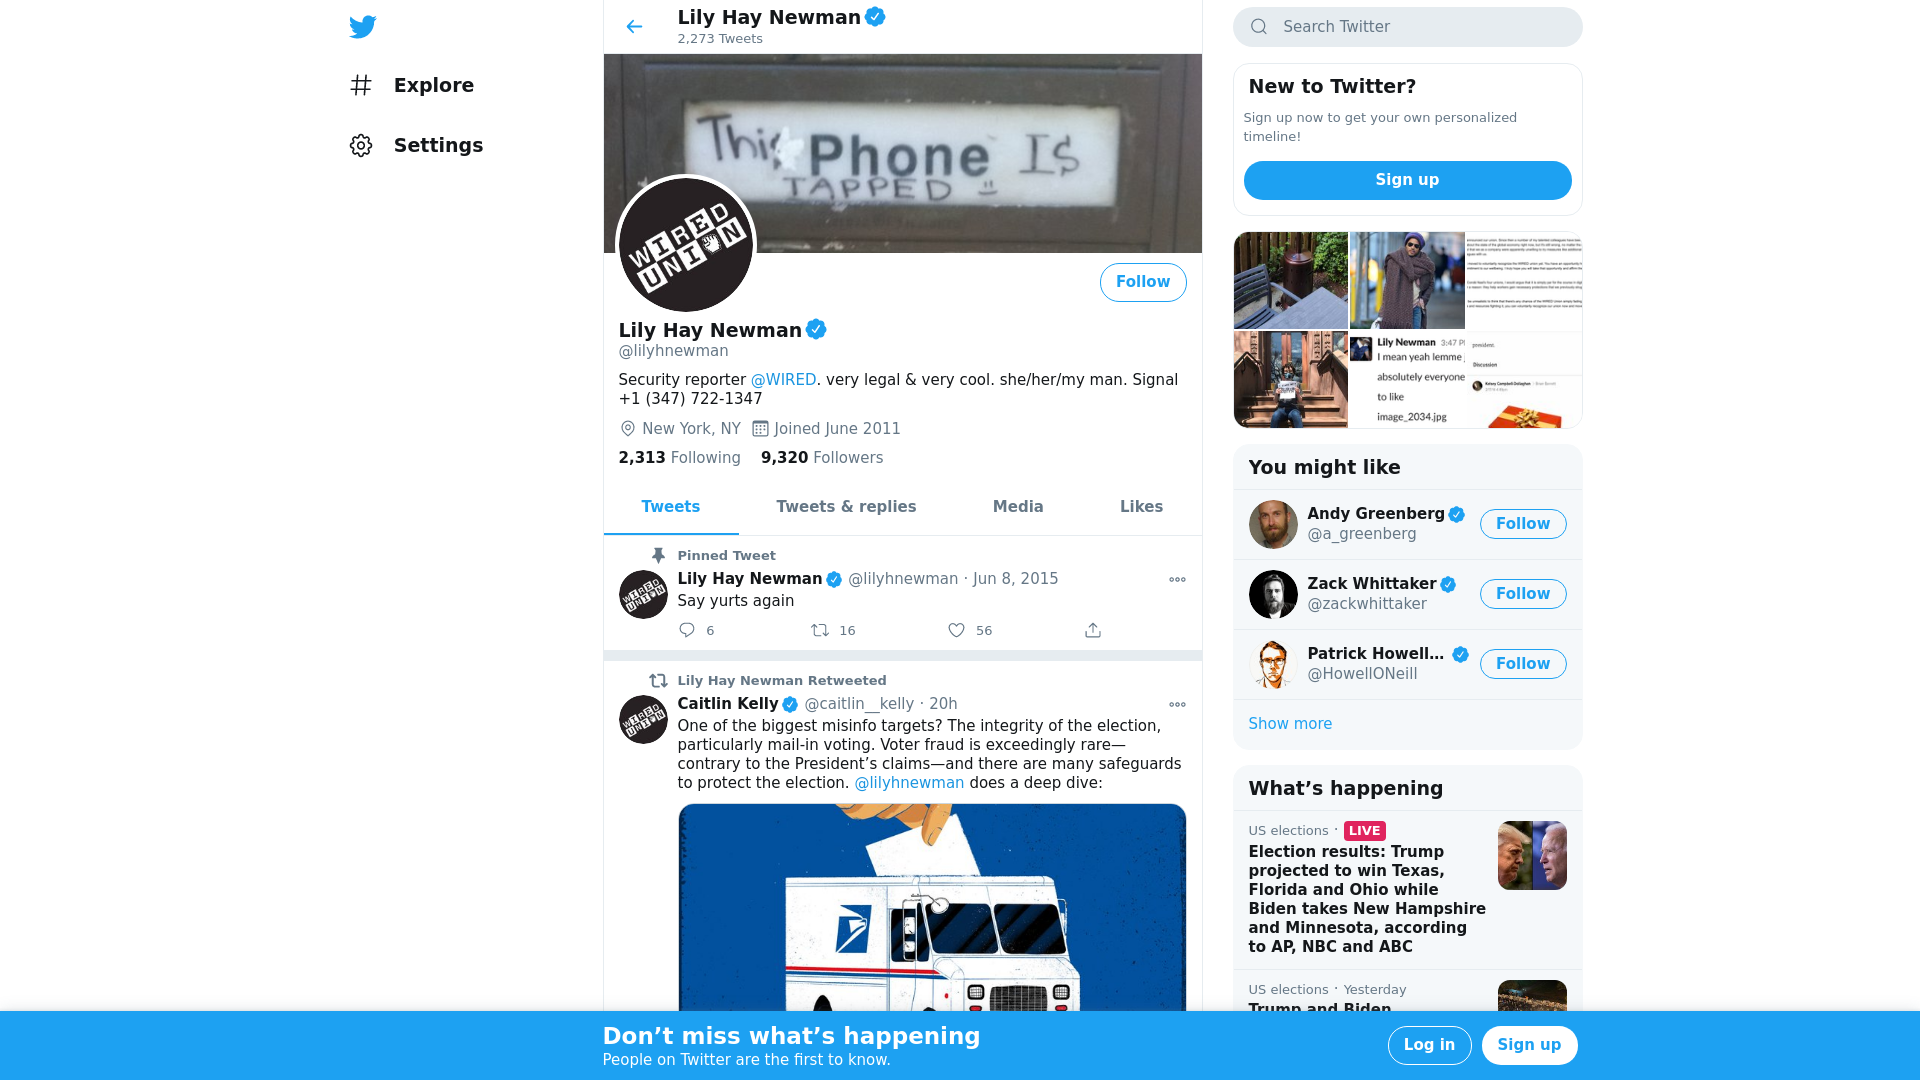 Explore
Settings
Lily Hay Newman
2,273 Tweets
This Phone IS
TAPPED
WIRED
UNION
Follow
Lily Hay Newman
@lilyhnewman
Security reporter @WIRED. very legal & very cool. she/her/my man. Signal
+1 (347) 722-1347
New York, NY Joined June 2011
2,313 Following 9,320 Followers
Tweets Tweets & replies Media Likes
Pinned Tweet
Lily Hay Newman @lilyhnewman · Jun 8, 2015
Say yurts again
6 16 56
Lily Hay Newman Retweeted
Caitlin Kelly @caitlin__kelly · 20h
One of the biggest misinfo targets? The integrity of the election,
particularly mail-in voting. Voter fraud is exceedingly rare—
contrary to the President’s claims—and there are many safeguards
to protect the election. @lilyhnewman does a deep dive:
Search Twitter
New to Twitter?
Sign up now to get your own personalized
timeline!
Sign up
Lily Newman 3:47
I mean yeah lemme
absolutely everyone
to like
image_2034.jpg
president.
Discussion
You might like
Andy Greenberg
@a_greenberg
Follow
Zack Whittaker
@zackwhittaker
Follow
Patrick Howell...
@HowellONeill
Follow
Show more
What’s happening
US elections · LIVE
Election results: Trump
projected to win Texas,
Florida and Ohio while
Biden takes New Hampshire
and Minnesota, according
to AP, NBC and ABC
US elections · Yesterday
Trump and Biden
Don’t miss what’s happening
People on Twitter are the first to know.
Log in
Sign up